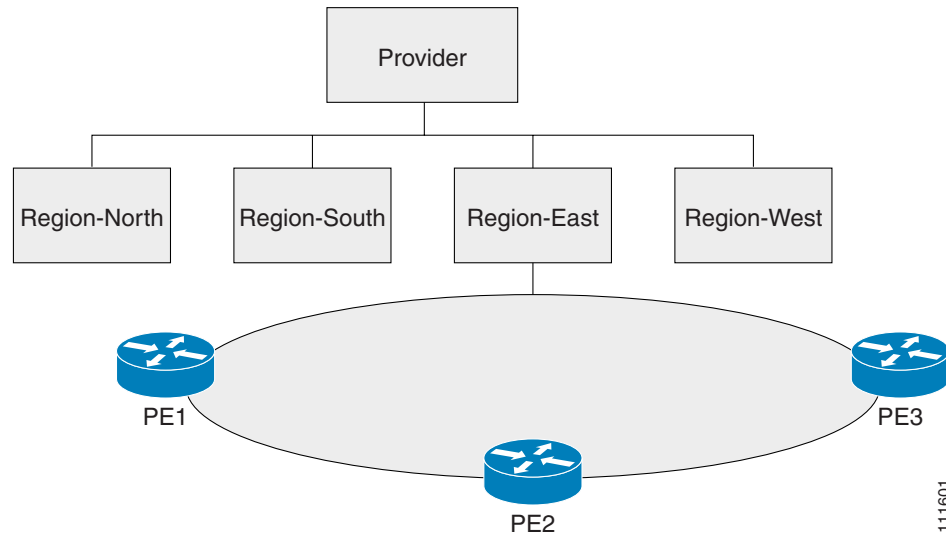 Provider
Region-North
Region-South
Region-East
Region-West
PE1
PE3
PE2
111601